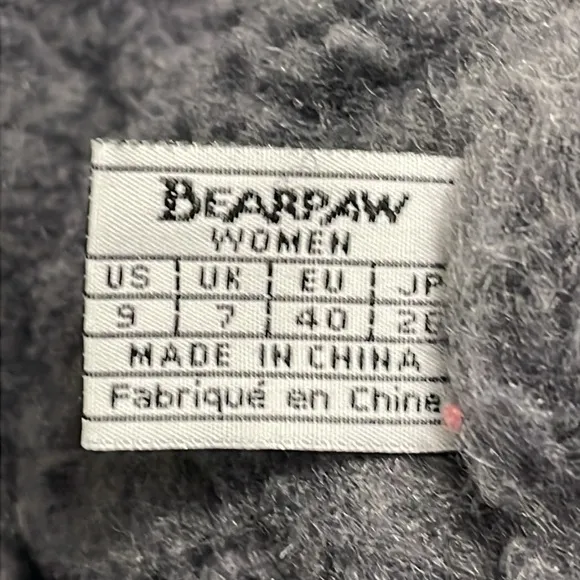 BEARPAW
WOMEN
US UK EU JP
9 7 40
MADE IN CHINA
Fabriqué en Chine